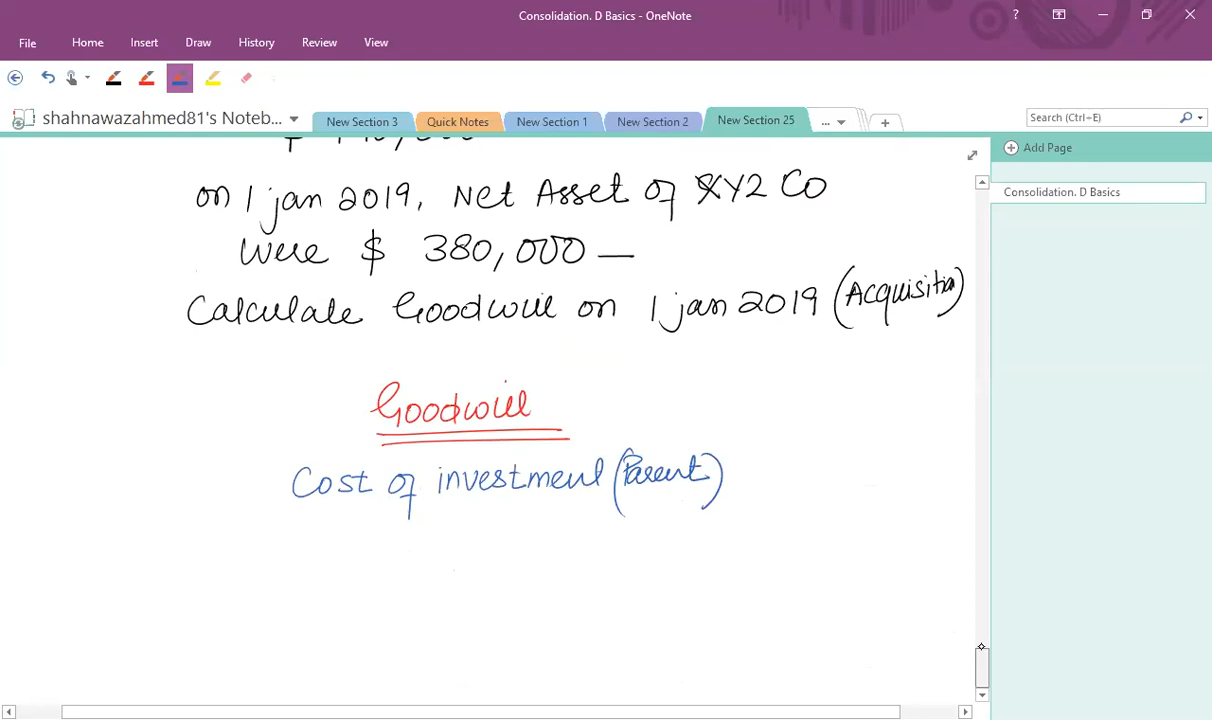 Consolidation. D Basics - OneNote
?
File Home Insert Draw History Review View
shahnawazahmed81's Noteb... New Section 3 Quick Notes New Section 1 New Section 2 New Section 25 ...
Search (Ctrl-E)
Add Page
Consolidation. D Basics
on 1 jan 2019, Net Asset of XYZ Co
Were $ 380,000 —
Calculate Goodwill on 1 jan 2019 (Acquisition)
Goodwill
Cost of investment (Parent)